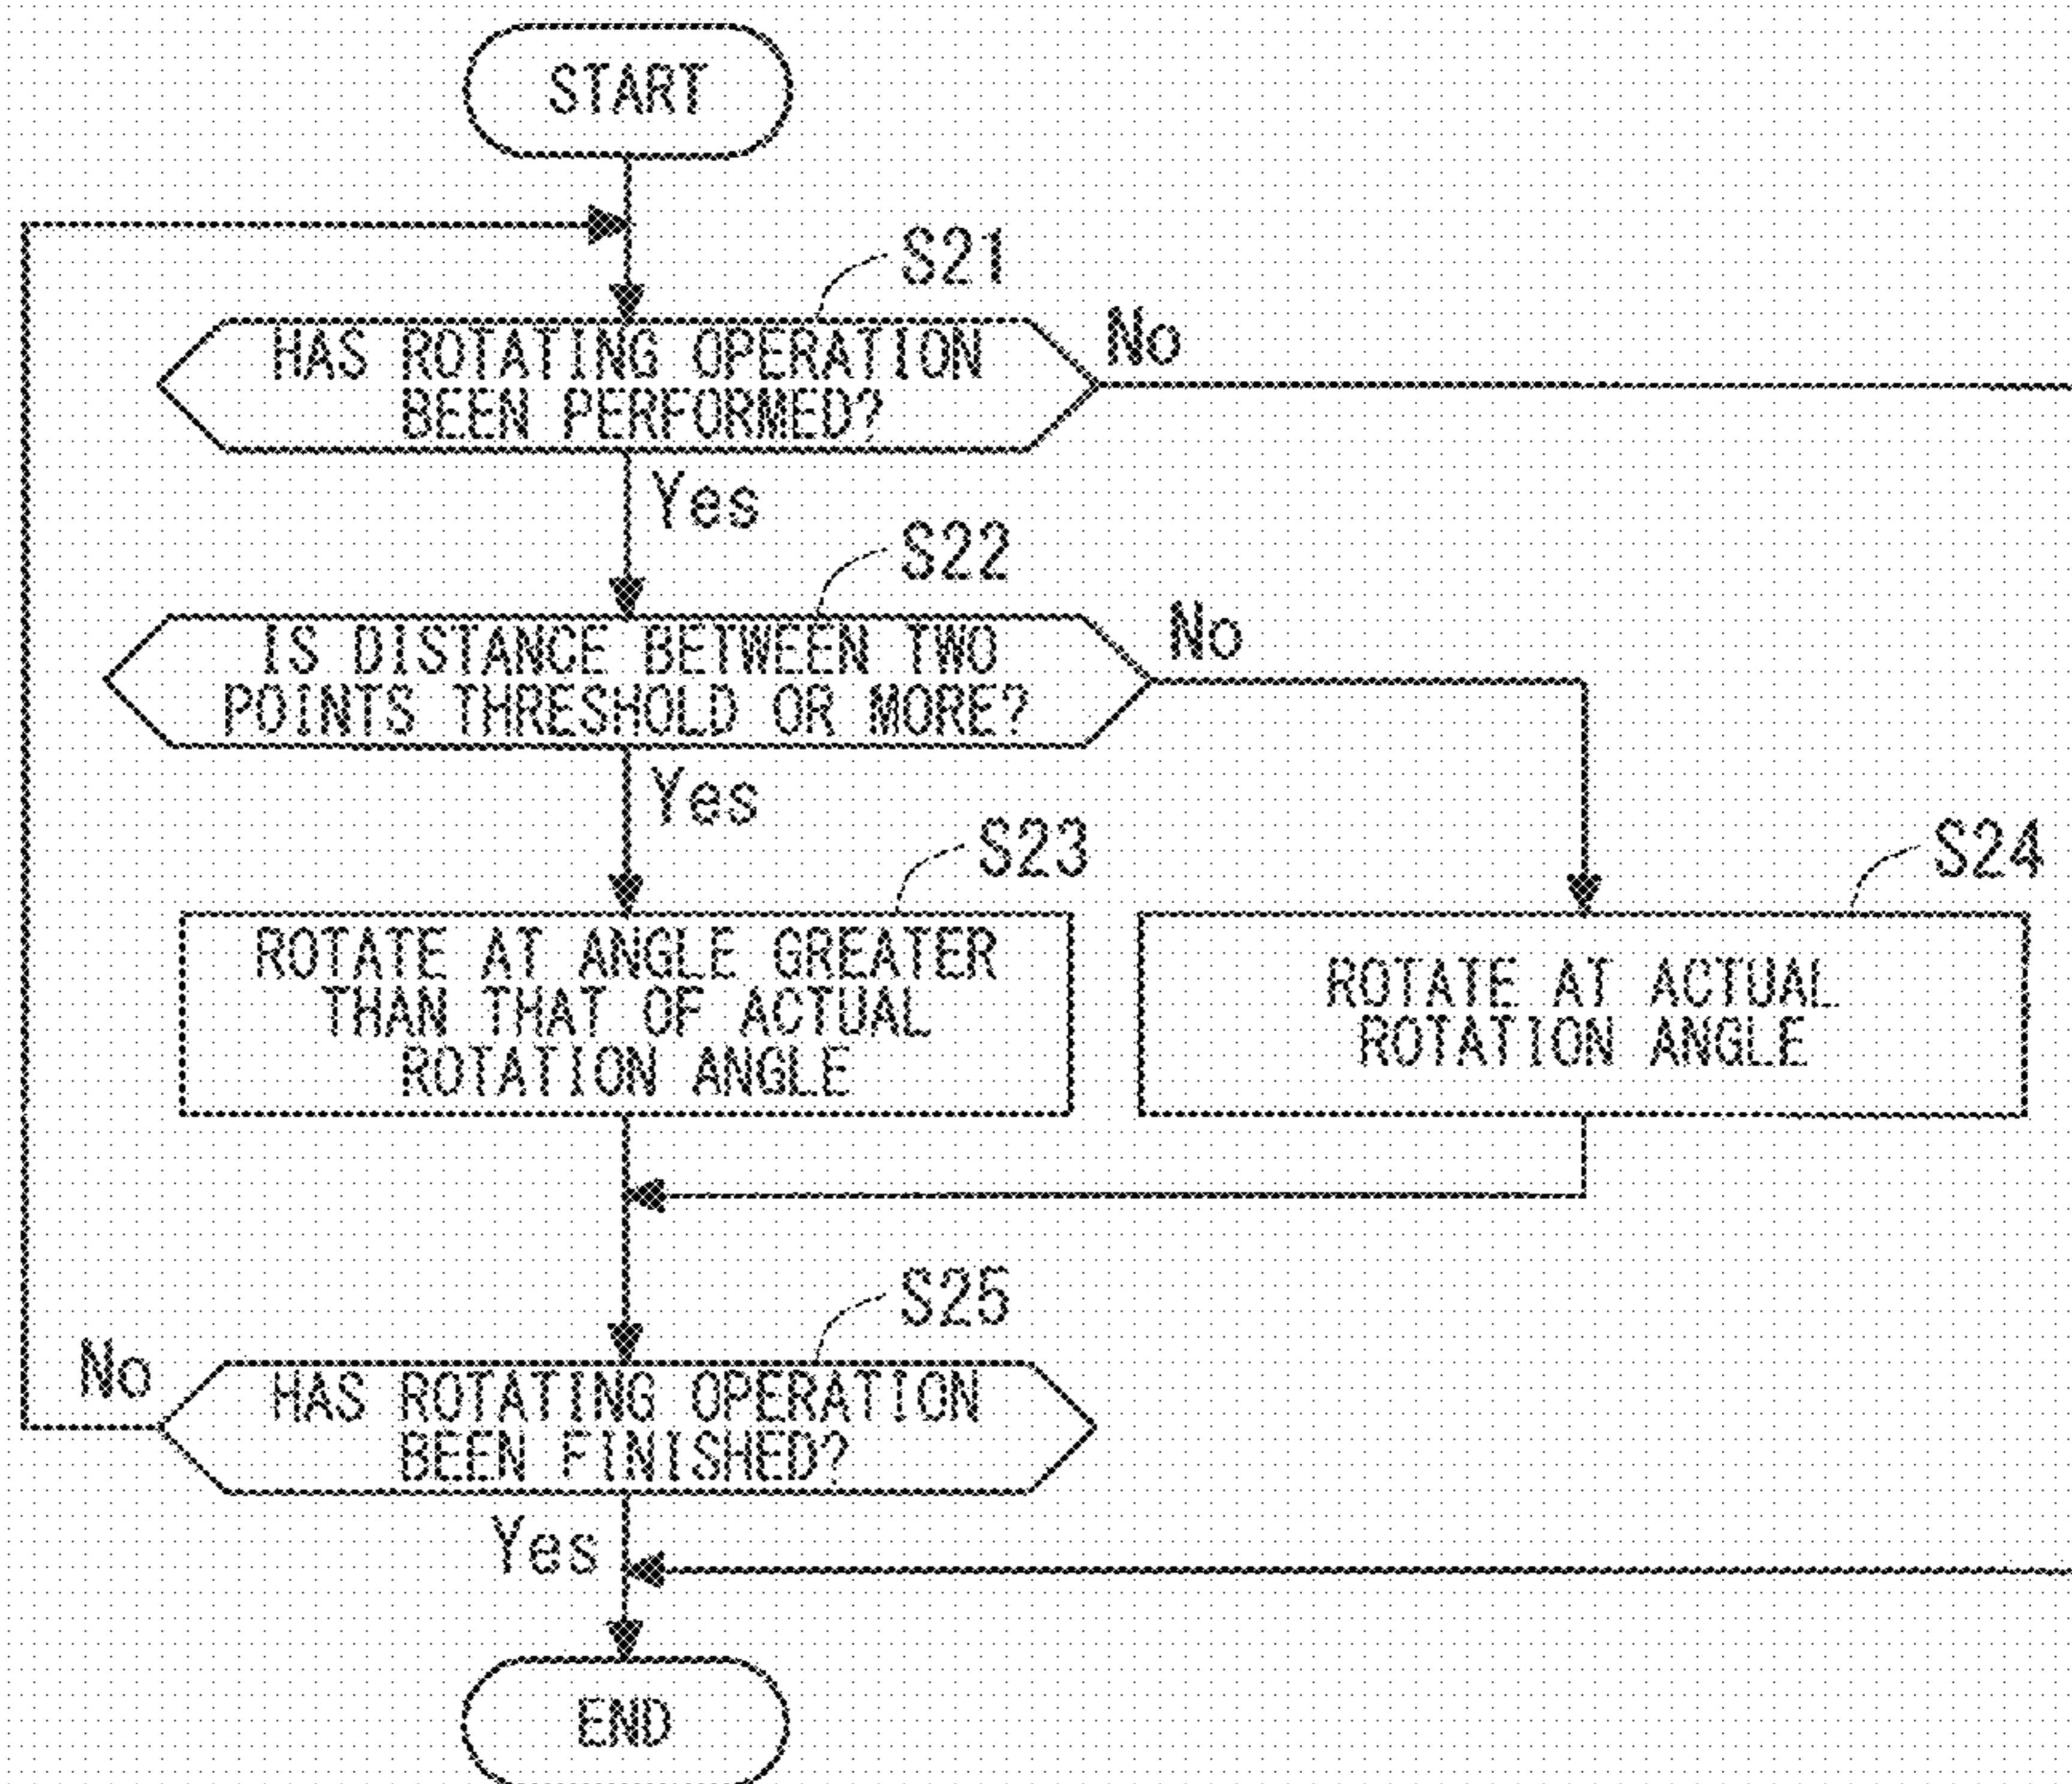 START
S21
HAS ROTATING OPERATION
BEEN PERFORMED?
No
Yes
S22
IS DISTANCE BETWEEN TWO
POINTS THRESHOLD OR MORE?
No
Yes
S23
ROTATE AT ANGLE GREATER
THAN THAT OF ACTUAL
ROTATION ANGLE
S24
ROTATE AT ACTUAL
ROTATION ANGLE
S25
No
HAS ROTATING OPERATION
BEEN FINISHED?
Yes
END